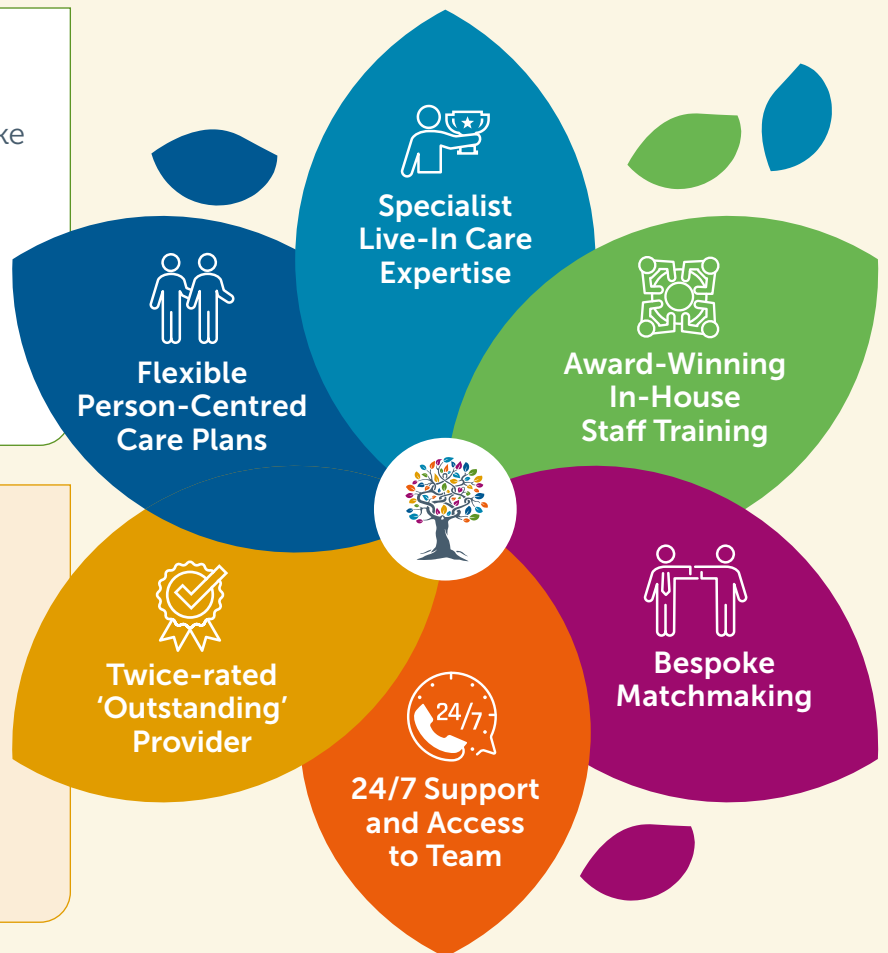 ke
Specialist
Live-In Care
Expertise
Flexible
Person-Centred
Care Plans
Award-Winning
In-House
Staff Training
Twice-rated
‘Outstanding’
Provider
Bespoke
Matchmaking
24/7
24/7 Support
and Access
to Team